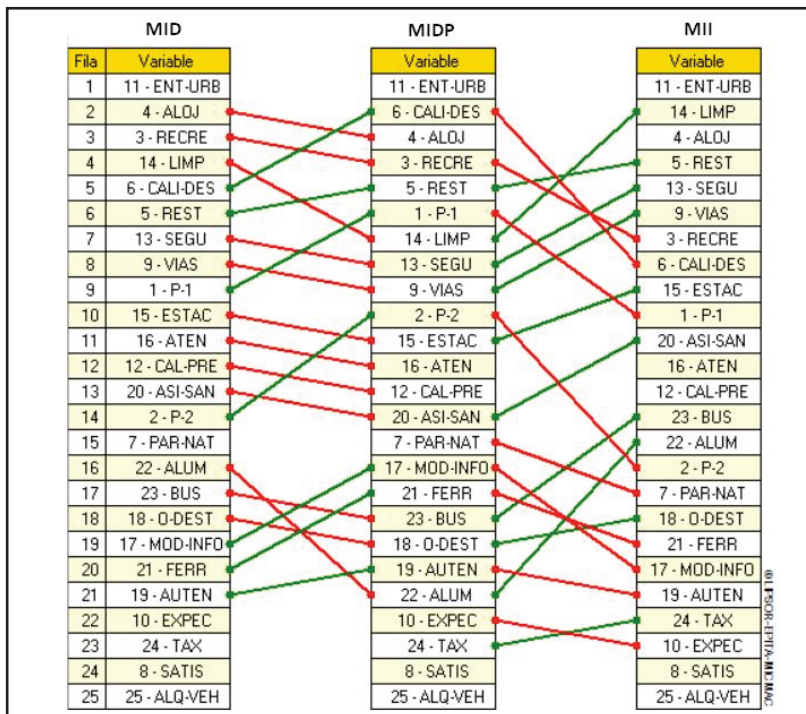 MID MIDP MII
Fila Variable Variable Variable
1 11 - ENT-URB 11 - ENT-URB 11 - ENT-URB
2 4 - ALOJ 6 - CALI-DES 14 - LIMP
3 3 - RECRE 4 - ALOJ 4 - ALOJ
4 14 - LIMP 3 - RECRE 5 - REST
5 6 - CALI-DES 5 - REST 13 - SEGU
6 5 - REST 1 - P-1 9 - VIAS
7 13 - SEGU 14 - LIMP 3 - RECRE
8 9 - VIAS 13 - SEGU 6 - CALI-DES
9 1 - P-1 9 - VIAS 15 - ESTAC
10 15 - ESTAC 2 - P-2 1 - P-1
11 16 - ATEN 15 - ESTAC 20 - ASI-SAN
12 12 - CAL-PRE 16 - ATEN 16 - ATEN
13 20 - ASI-SAN 12 - CAL-PRE 12 - CAL-PRE
14 2 - P-2 20 - ASI-SAN 23 - BUS
15 7 - PAR-NAT 7 - PAR-NAT 22 - ALUM
16 22 - ALUM 17 - MOD-INFO 2 - P-2
17 23 - BUS 21 - FERR 7 - PAR-NAT
18 18 - O-DEST 23 - BUS 18 - O-DEST
19 17 - MOD-INFO 18 - O-DEST 21 - FERR
20 21 - FERR 19 - AUTEN 17 - MOD-INFO
21 19 - AUTEN 22 - ALUM 19 - AUTEN
22 10 - EXPEC 10 - EXPEC 24 - TAX
23 24 - TAX 24 - TAX 10 - EXPEC
24 8 - SATIS 8 - SATIS 8 - SATIS
25 25 - ALQ-VEH 25 - ALQ-VEH 25 - ALQ-VEH
© LIPSOR-EPITA-MICMAC